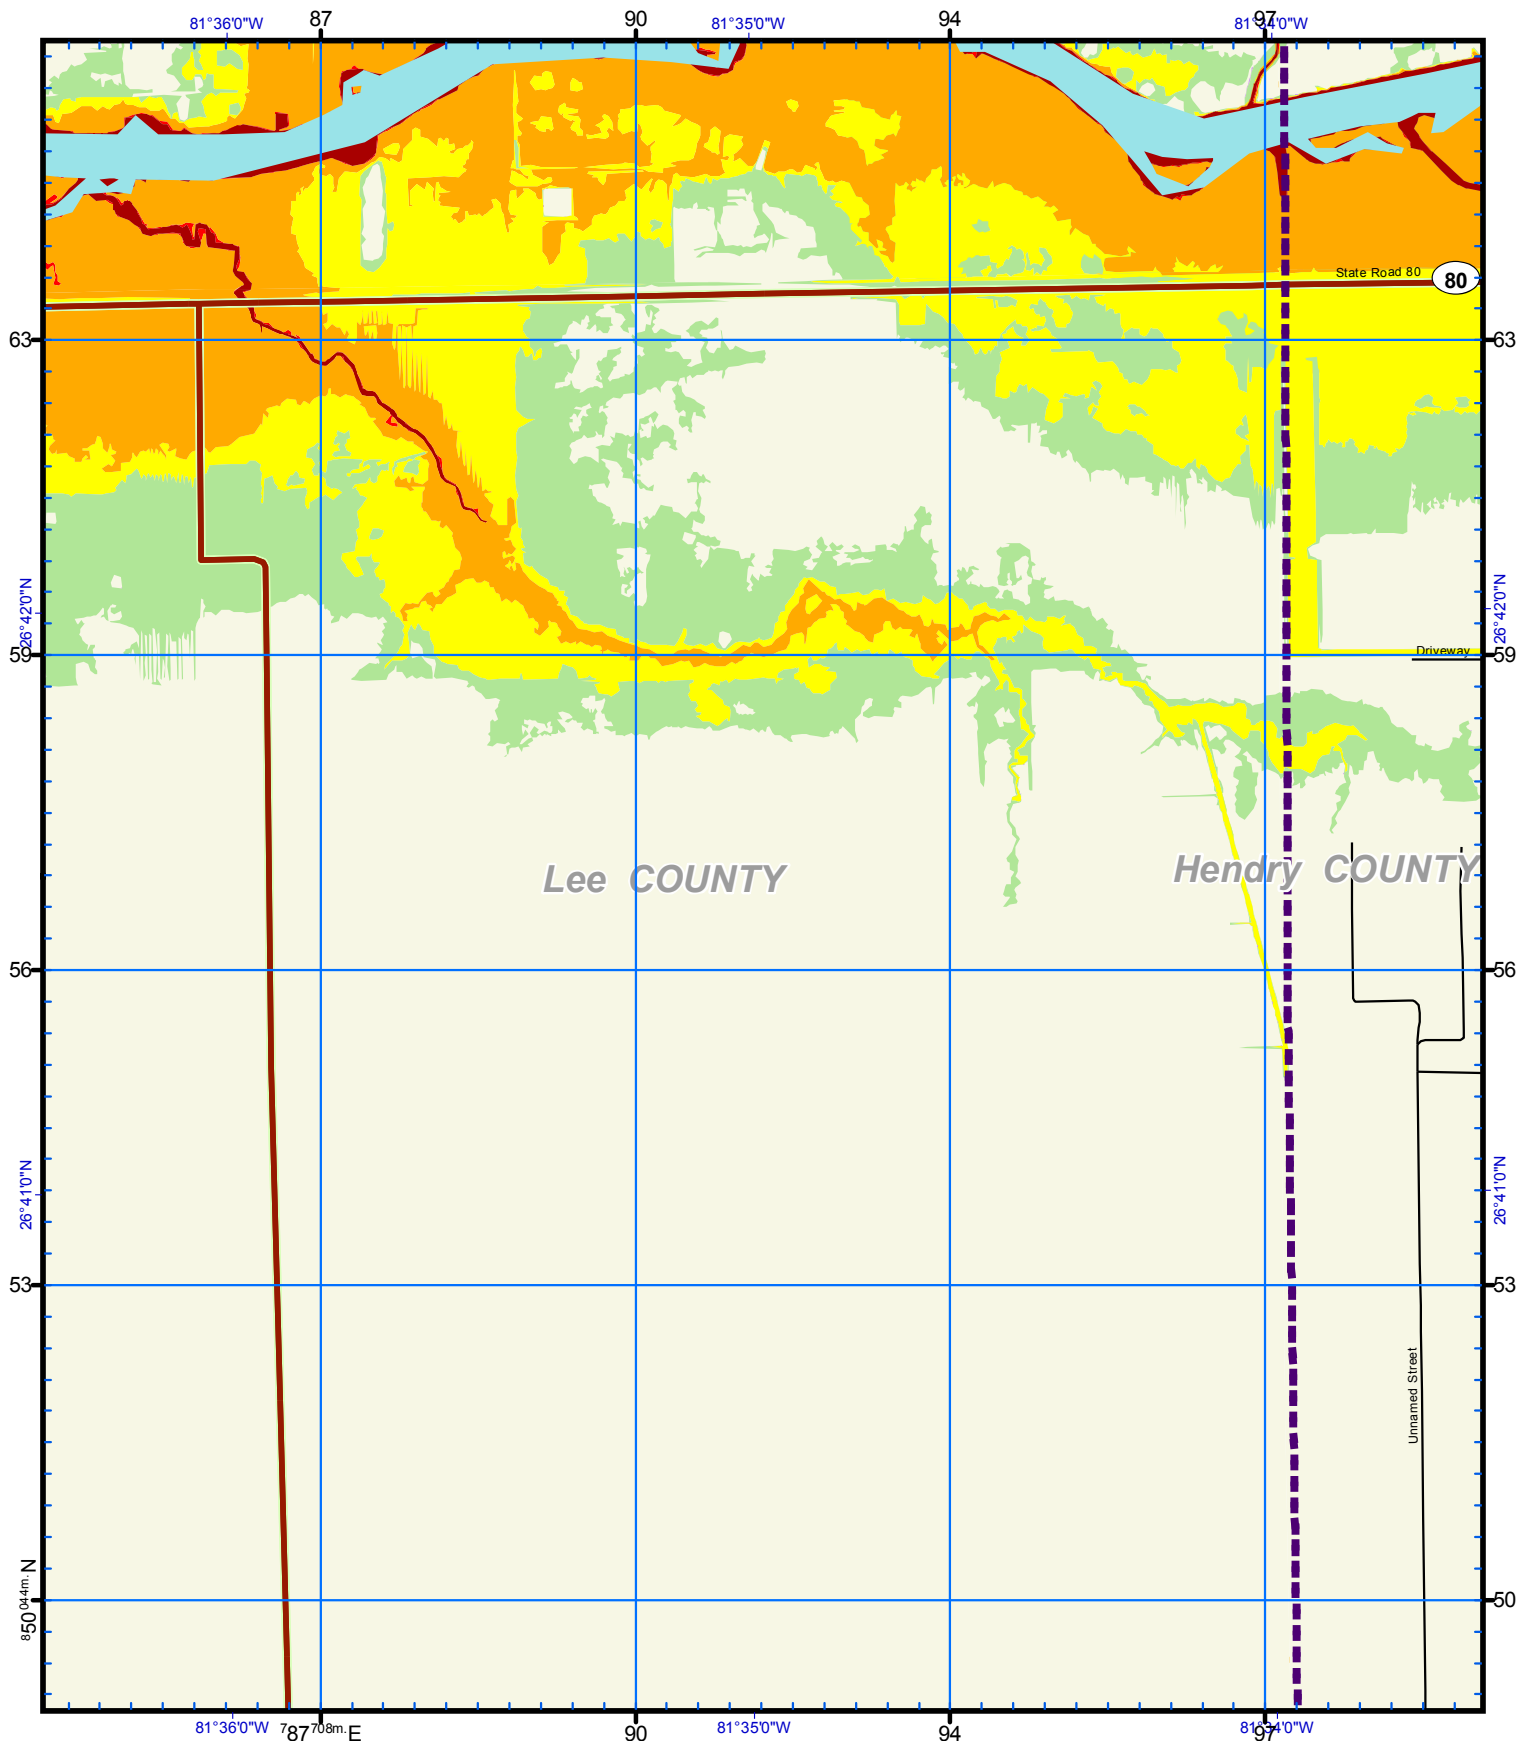 87 90 94 97
81°36'0"W 81°35'0"W 81°34'0"W
State Road 80
80
63 63
26°42'0"N 26°42'0"N
59 59
Driveway
Lee COUNTY Hendry COUNTY
56 56
26°41'0"N 26°41'0"N
53 53
Unnamed Street
850044m. N 50
81°36'0"W 787708m. E 81°35'0"W 81°34'0"W
90 94 97